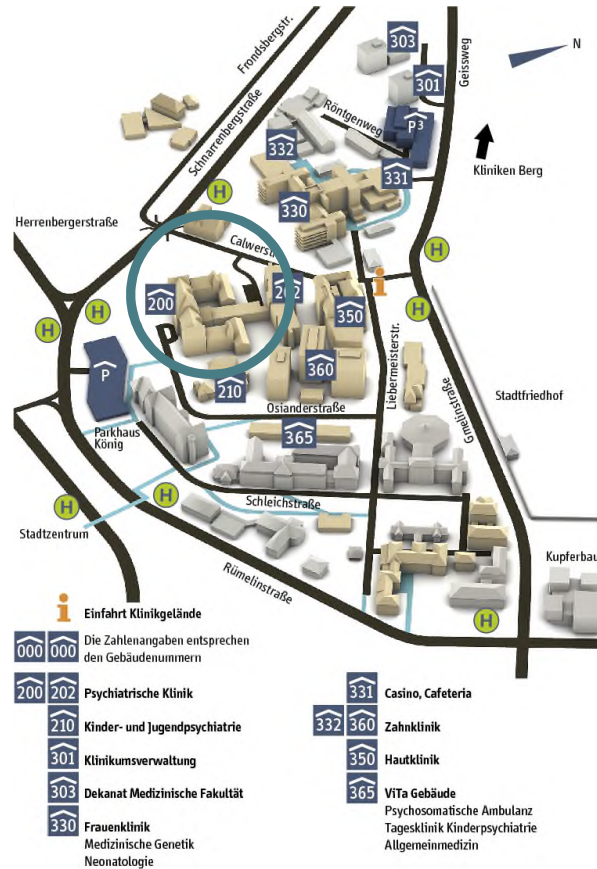 Frondsbergstr.
303
Geissweg
N
301
Schnarrenbergstraße
Röntgenweg
P3
332
331
Kliniken Berg
H
330
Herrenbergerstraße
Calwerstr
H
i
200
202
H
350
H
H
P
210
360
Liebermeisterstr.
Gmelinstraße
Stadtfriedhof
Osianderstraße
Parkhaus
König
365
Schleichstraße
H
H
Stadtzentrum
Rümelinstraße
Kupferbau
H
i Einfahrt Klinikgelände
000 000 Die Zahlenangaben entsprechen
den Gebäudenummern
200 202 Psychiatrische Klinik
210 Kinder- und Jugendpsychiatrie
301 Klinikumsverwaltung
303 Dekanat Medizinische Fakultät
330 Frauenklinik
Medizinische Genetik
Neonatologie
331 Casino, Cafeteria
332 360 Zahnklinik
350 Hautklinik
365 ViTa Gebäude
Psychosomatische Ambulanz
Tagesklinik Kinderpsychiatrie
Allgemeinmedizin